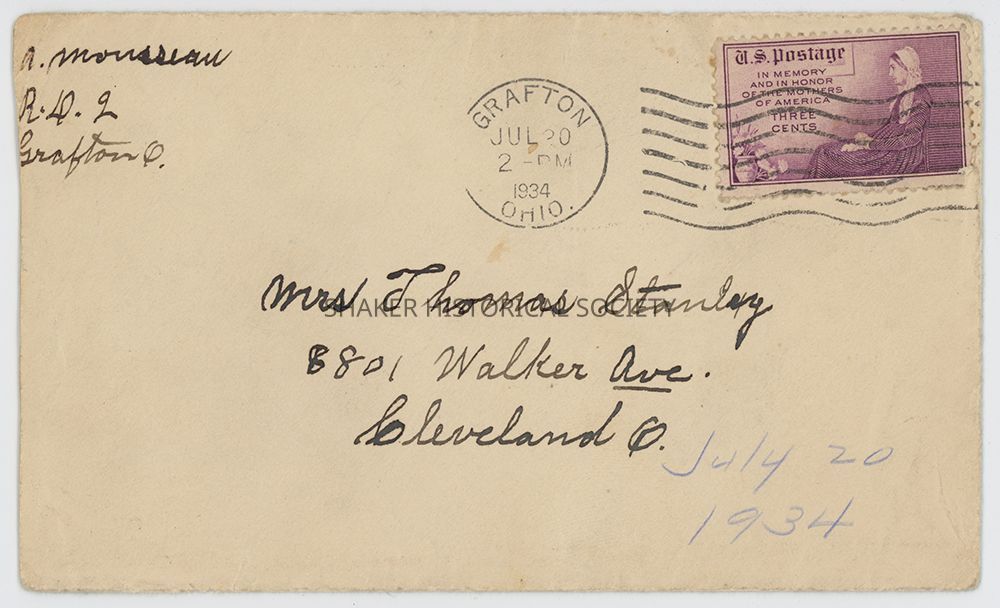 A. Mousseau
R.D. 2
Grafton O.
GRAFTON
JUL 20
2 - PM
1934
OHIO.
U.S. Postage
IN MEMORY
AND IN HONOR
OF THE MOTHERS
OF AMERICA
THREE
CENTS
Mrs Thomas Stanley
SHAKER HISTORICAL SOCIETY
8801 Walker Ave.
Cleveland O.
July 20
1934